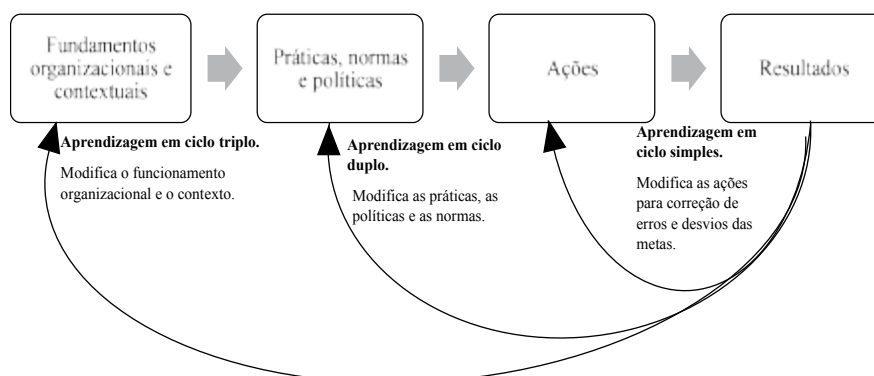 Fundamentos
organizacionais e
contextuais
Práticas, normas
e políticas
Ações
Resultados
Aprendizagem em ciclo triplo.
Modifica o funcionamento
organizacional e o contexto.
Aprendizagem em ciclo
duplo.
Modifica as práticas, as
políticas e as normas.
Aprendizagem em
ciclo simples.
Modifica as ações
para correção de
erros e desvios das
metas.